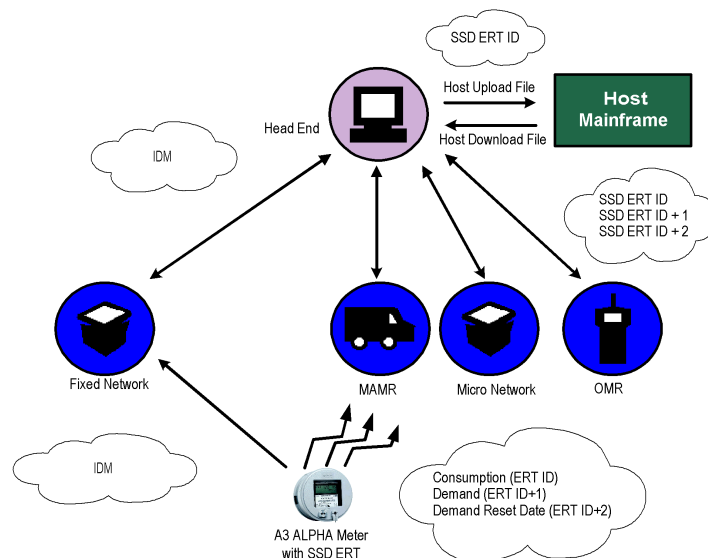 SSD ERT ID
Host Upload File
Host
Mainframe
Head End
Host Download File
IDM
SSD ERT ID
SSD ERT ID + 1
SSD ERT ID + 2
Fixed Network
MAMR
Micro Network
OMR
IDM
Consumption (ERT ID)
Demand (ERT ID+1)
Demand Reset Date (ERT ID+2)
A3 ALPHA Meter
with SSD ERT